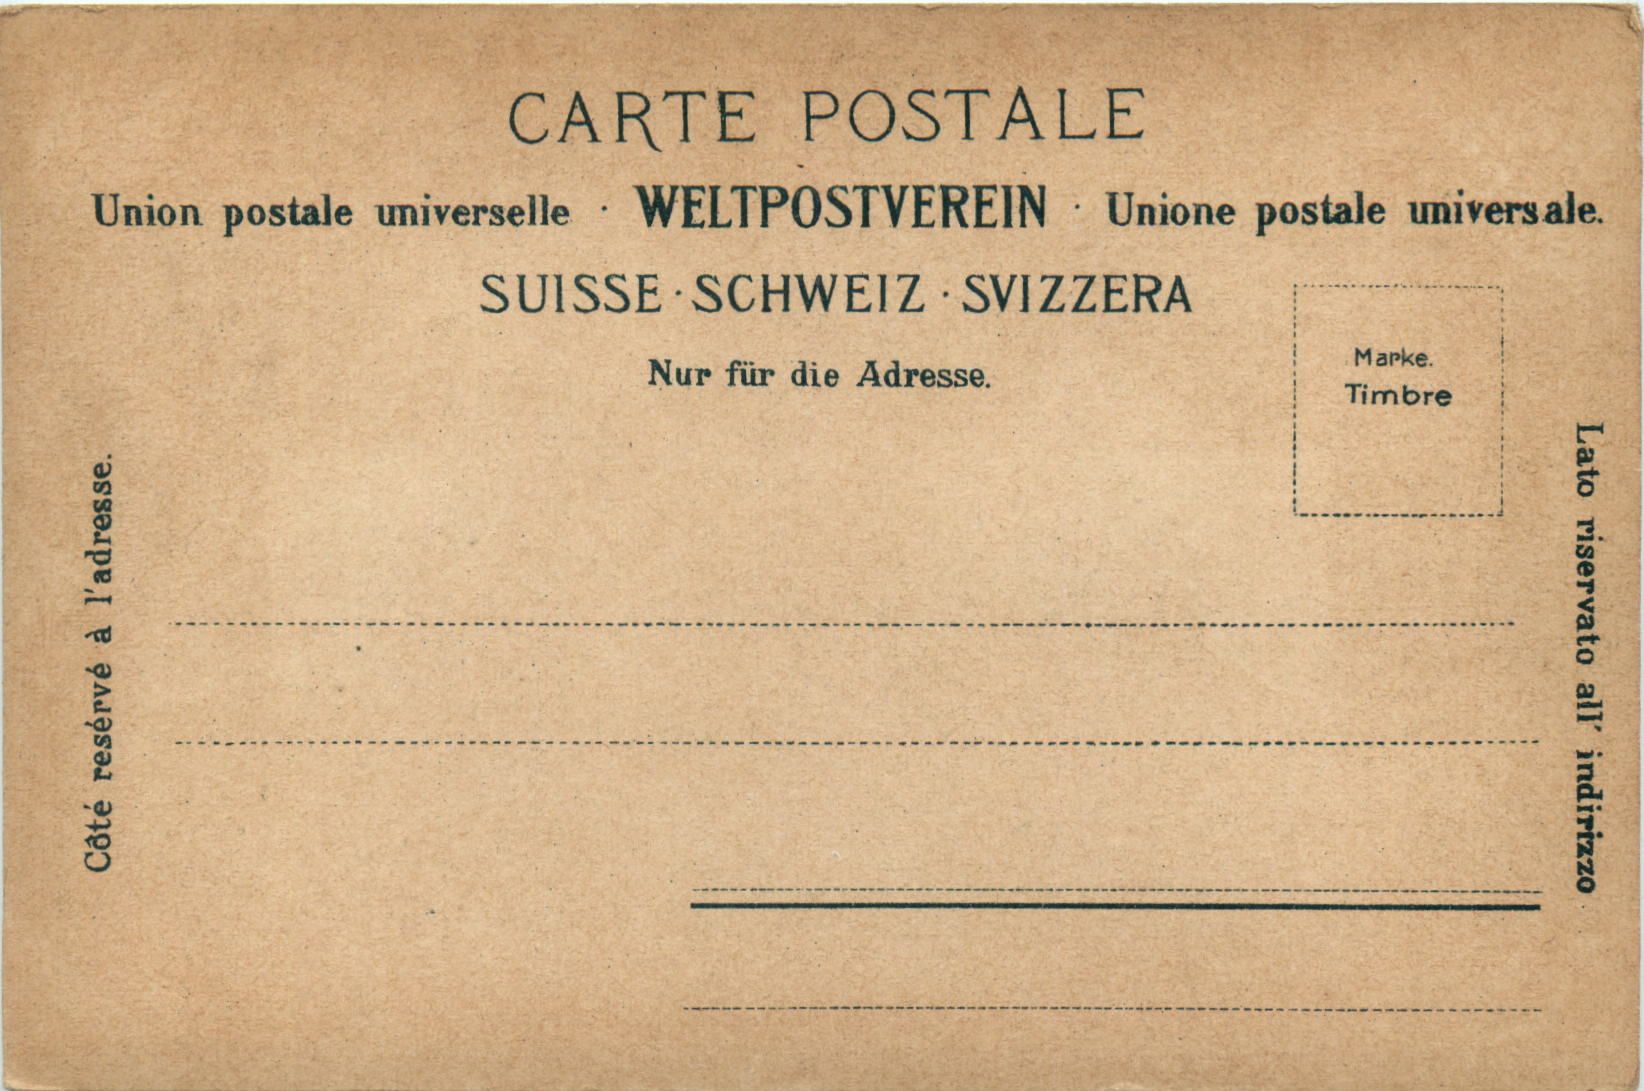 CARTE POSTALE
Union postale universelle · WELTPOSTVEREIN · Unione postale universale.
SUISSE · SCHWEIZ · SVIZZERA
Nur für die Adresse.
Marke.
Timbre
Côté resérvé à l'adresse.
Lato riservato all' indirizzo